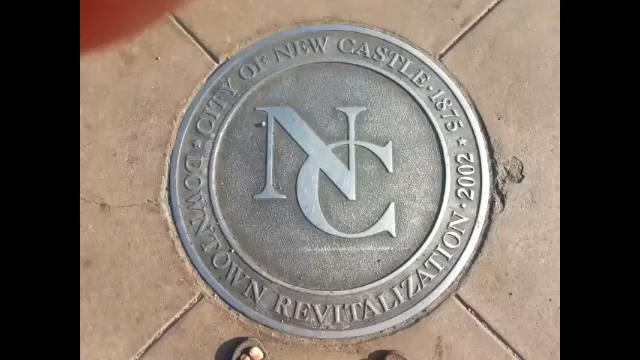 CITY OF NEW CASTLE · 1875
DOWNTOWN REVITALIZATION · 2002
NC